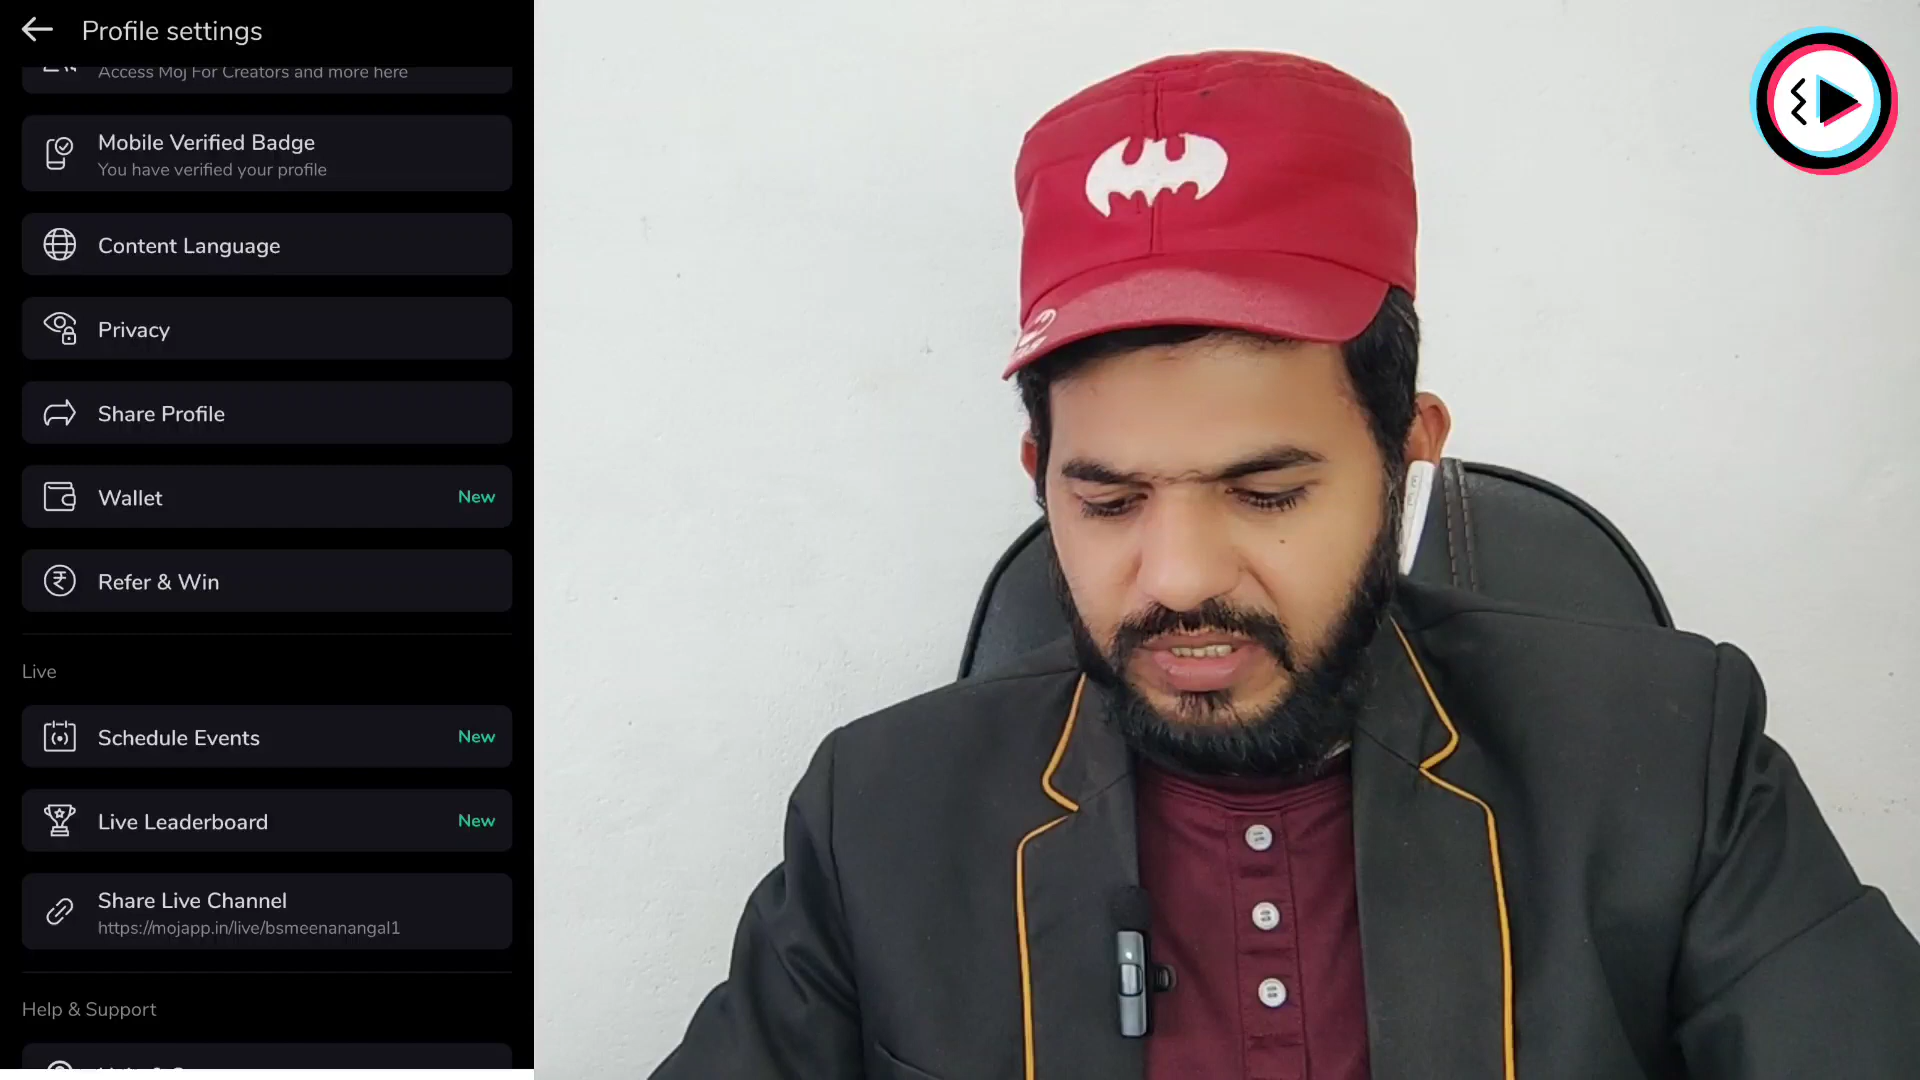 Profile settings
Access Moj For Creators and more here
Mobile Verified Badge
You have verified your profile
Content Language
Privacy
Share Profile
Wallet
New
Refer & Win
Live
Schedule Events
New
Live Leaderboard
New
Share Live Channel
https://mojapp.in/live/bsmeenanangal1
Help & Support